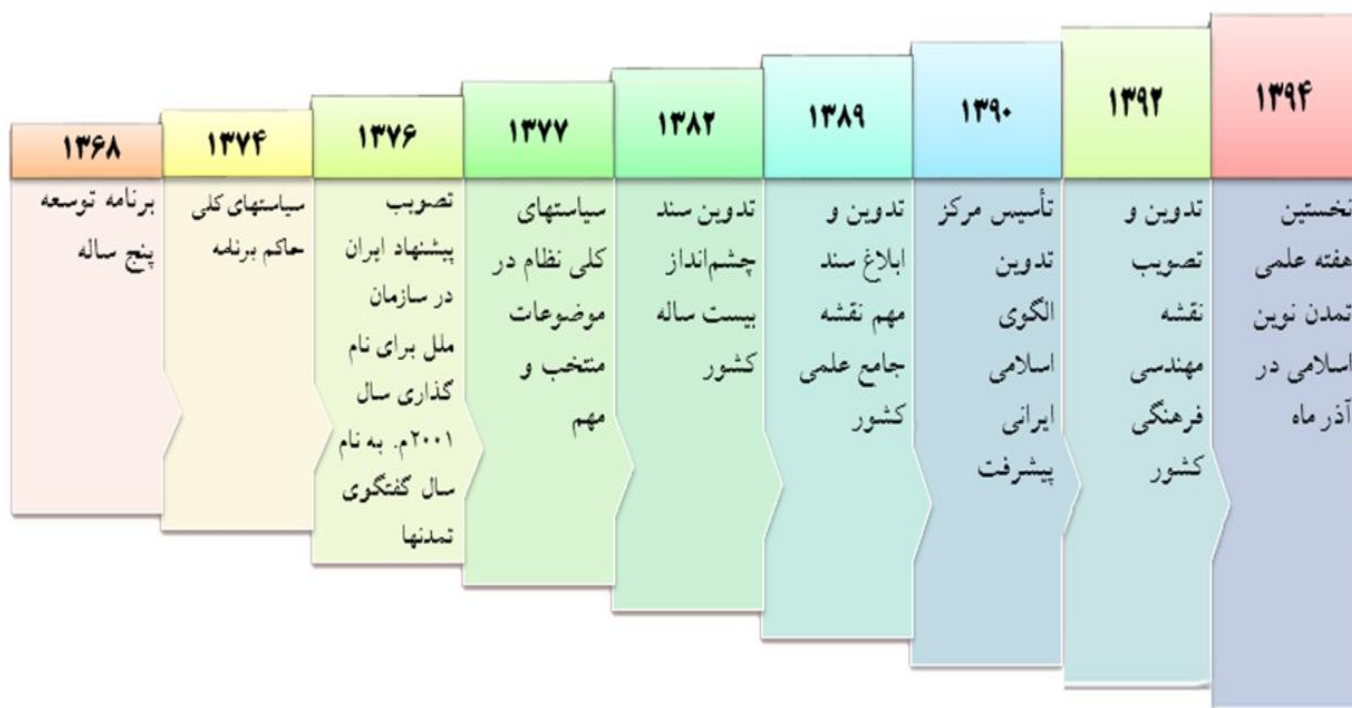 ۱۳۶۸
برنامه توسعه
پنج ساله
۱۳۷۴
سیاستهای کلی
حاکم برنامه
۱۳۷۶
تصویب
پیشنهاد ایران
در سازمان
ملل برای نام
گذاری سال
۲۰۰۱م. به نام
سال گفتگوی
تمدنها
۱۳۷۷
سیاستهای
کلی نظام در
موضوعات
منتخب و
مهم
۱۳۸۲
تدوین سند
چشم‌انداز
بیست ساله
کشور
۱۳۸۹
تدوین و
ابلاغ سند
مهم نقشه
جامع علمی
کشور
۱۳۹۰
تأسیس مرکز
تدوین
الگوی
اسلامی
ایرانی
پیشرفت
۱۳۹۲
تدوین و
تصویب
نقشه
مهندسی
فرهنگی
کشور
۱۳۹۴
نخستین
هفته علمی
تمدن نوین
اسلامی در
آذر ماه